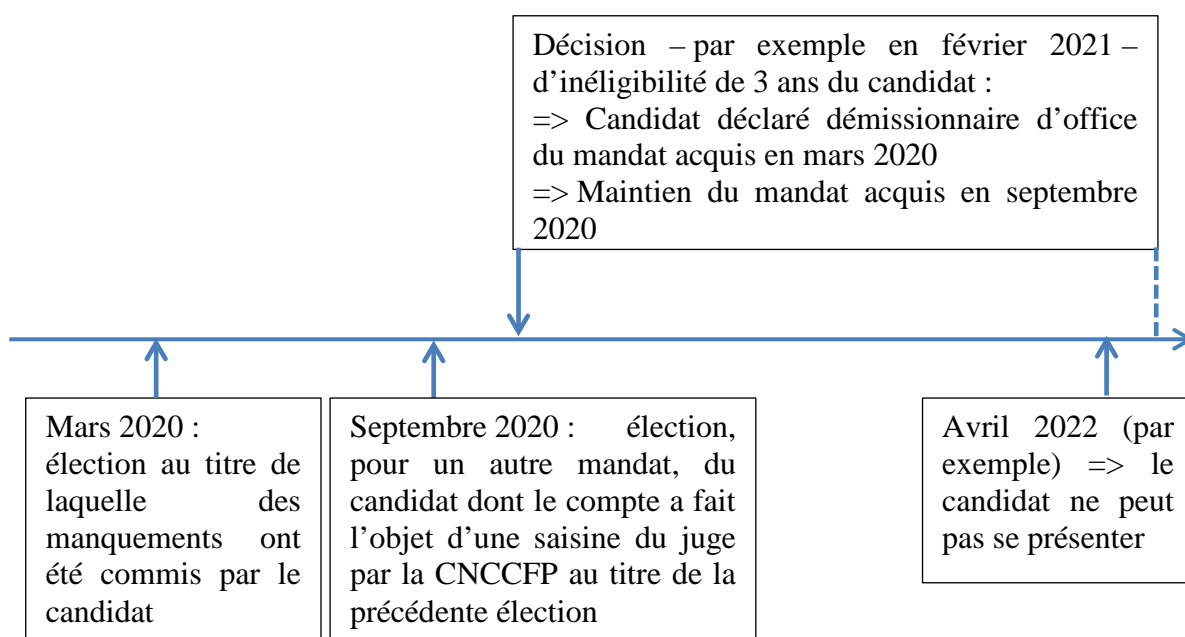 Décision – par exemple en février 2021 –
d’inéligibilité de 3 ans du candidat :
=> Candidat déclaré démissionnaire d’office
du mandat acquis en mars 2020
=> Maintien du mandat acquis en septembre
2020
Mars 2020 :
élection au titre de
laquelle des
manquements ont
été commis par le
candidat
Septembre 2020 : élection,
pour un autre mandat, du
candidat dont le compte a fait
l’objet d’une saisine du juge
par la CNCCFP au titre de la
précédente élection
Avril 2022 (par
exemple) => le
candidat ne peut
pas se présenter